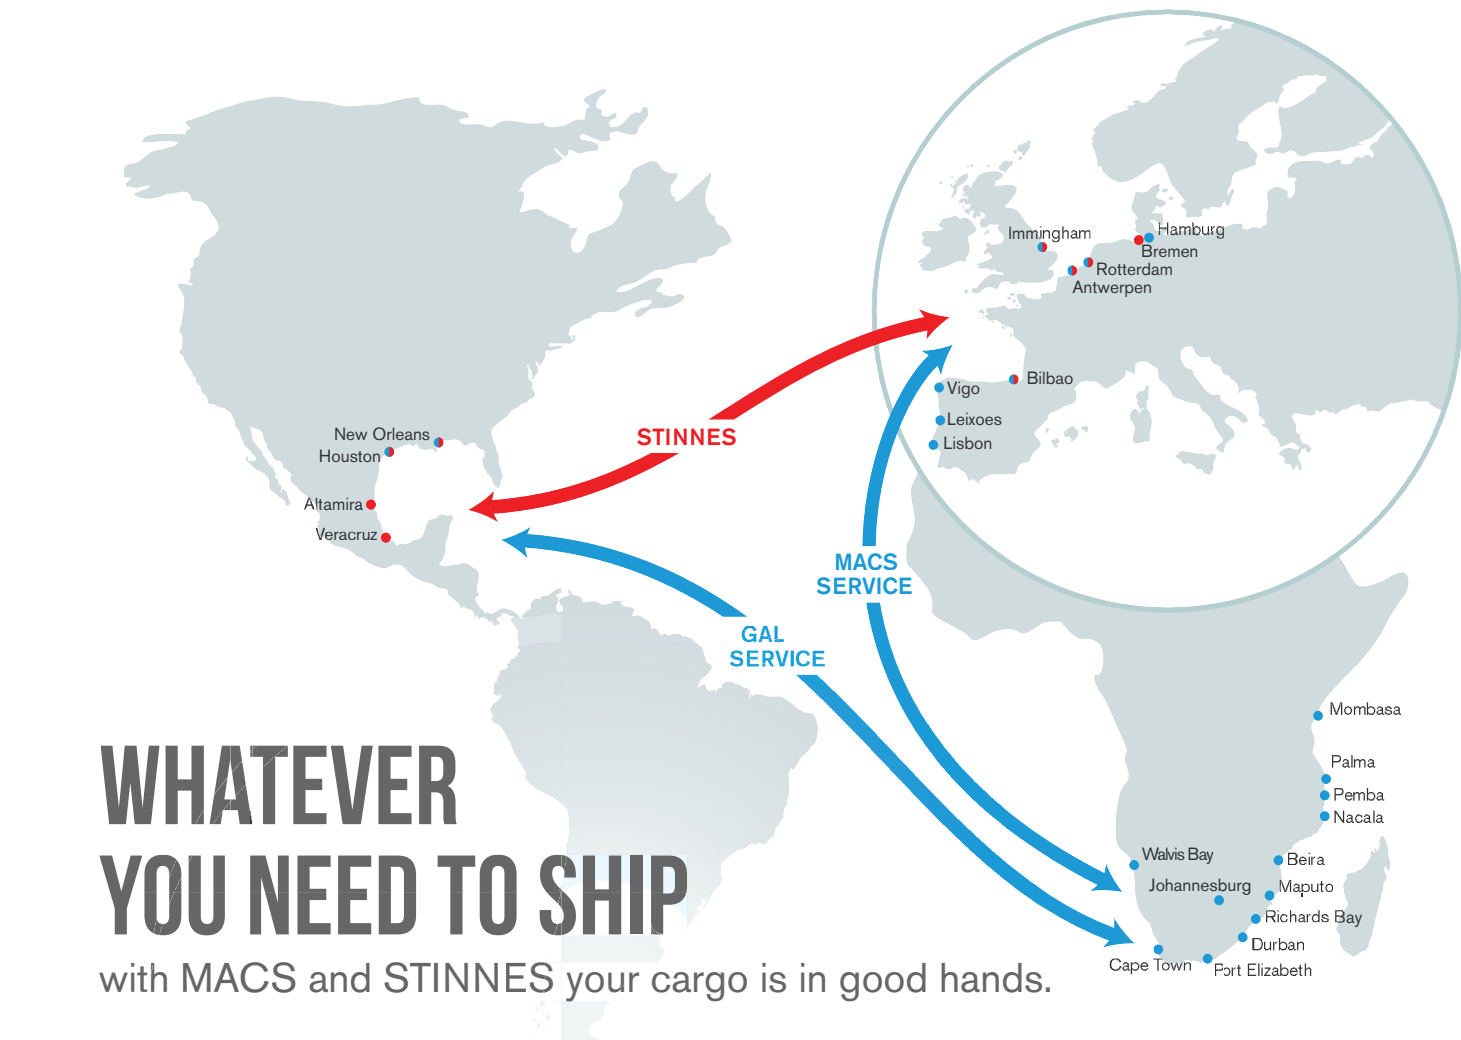 Immingham
Hamburg
Bremen
Rotterdam
Antwerpen
Bilbao
Vigo
Leixoes
Lisbon
New Orleans
Houston
Altamira
Veracruz
STINNES
MACS
SERVICE
GAL
SERVICE
Mombasa
Palma
Pemba
Nacala
Beira
Walvis Bay
Johannesburg
Maputo
Richards Bay
Durban
Cape Town
Port Elizabeth
WHATEVER
YOU NEED TO SHIP
with MACS and STINNES your cargo is in good hands.